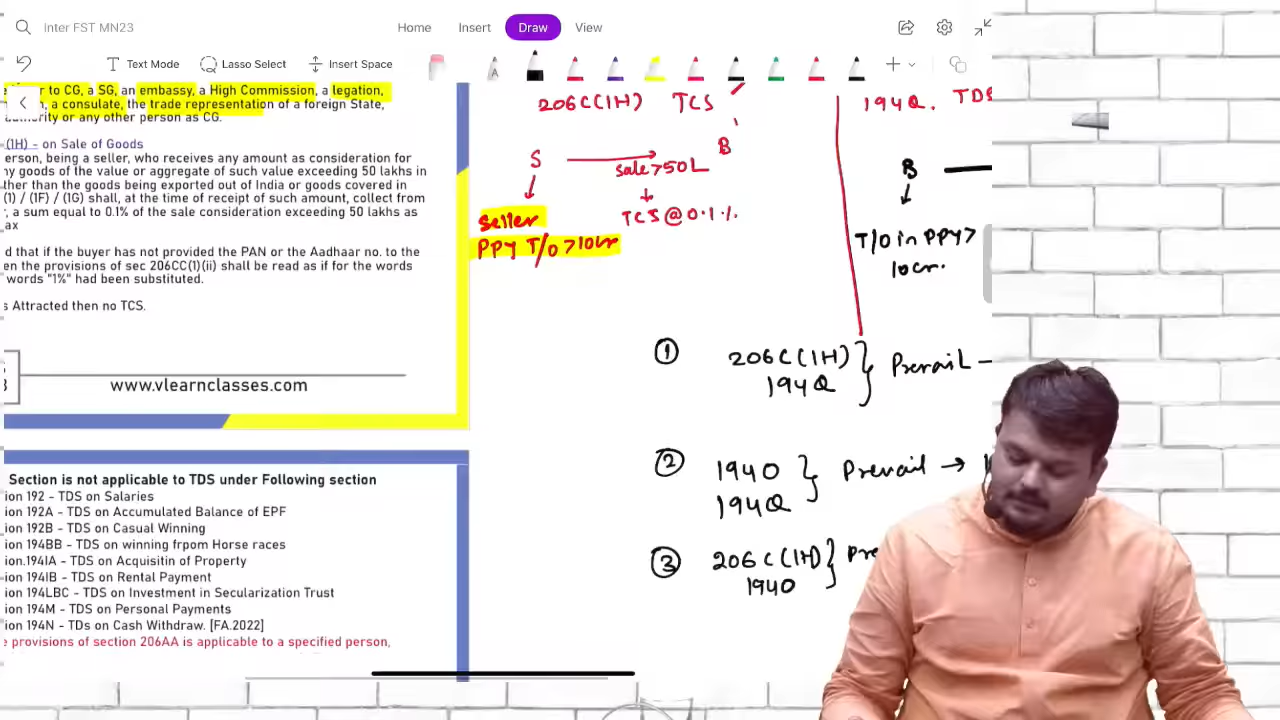 Inter FST MN23
Home Insert Draw View
Text Mode Lasso Select Insert Space
r to CG, a SG, an embassy, a High Commission, a legation,
, a consulate, the trade representation of a foreign State,
authority or any other person as CG.
(1H) - on Sale of Goods
erson, being a seller, who receives any amount as consideration for
ny goods of the value or aggregate of such value exceeding 50 lakhs in
ther than the goods being exported out of India or goods covered in
(1) / (1F) / (1G) shall, at the time of receipt of such amount, collect from
r, a sum equal to 0.1% of the sale consideration exceeding 50 lakhs as
ax
d that if the buyer has not provided the PAN or the Aadhaar no. to the
en the provisions of sec 206CC(1)(ii) shall be read as if for the words
words "1%" had been substituted.
s Attracted then no TCS.
www.vlearnclasses.com
Section is not applicable to TDS under Following section
ion 192 - TDS on Salaries
ion 192A - TDS on Accumulated Balance of EPF
ion 192B - TDS on Casual Winning
ion 194BB - TDS on winning frpom Horse races
ion.194IA - TDS on Acquisitin of Property
ion 194IB - TDS on Rental Payment
ion 194LBC - TDS on Investment in Secularization Trust
ion 194M - TDS on Personal Payments
ion 194N - TDs on Cash Withdraw. [FA.2022]
e provisions of section 206AA is applicable to a specified person,
206C(1H) TCS
S B
Sale>50L
TCS @0.1%
Seller
PPY T/O >10cr
194Q. TDS
B
T/O in PPY>
10cr.
① 206C(1H) } Prevail –
194Q
② 194O } Prevail →
194Q
③ 206C(1H) } Pre
194O